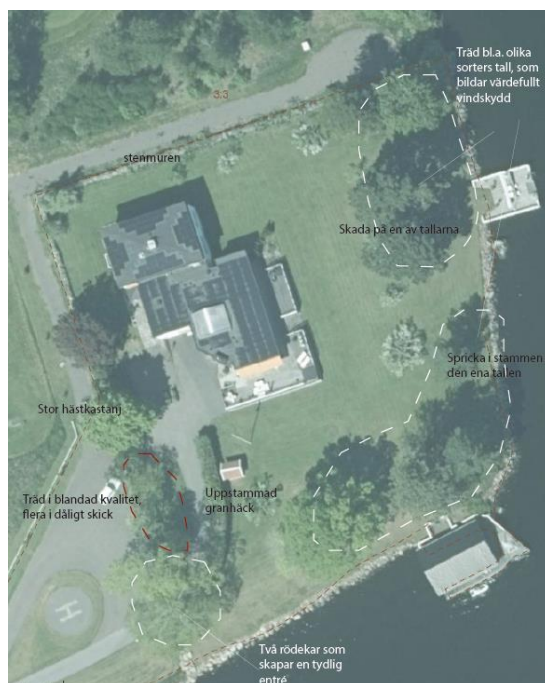 Träd bl.a. olika
sorters tall, som
bildar värdefullt
vindskydd
3:3
stenmuren
Skada på en av tallarna
Spricka i stammen
den ena tallen
Stor hästkastanj
Träd i blandad kvalitet,
flera i dåligt skick
Uppstammad
granhäck
H
Två rödekar som
skapar en tydlig
entré